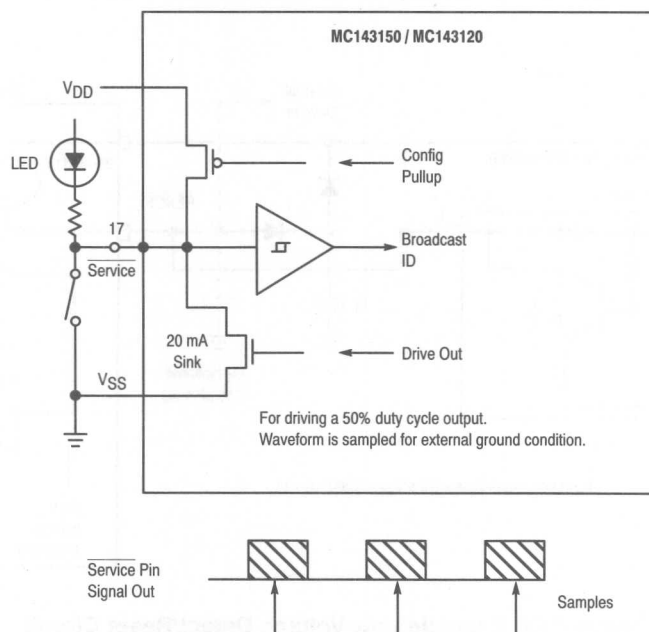 MC143150 / MC143120
VDD
LED
Config
Pullup
17
Broadcast
ID
Service
20 mA
Sink
Drive Out
VSS
For driving a 50% duty cycle output.
Waveform is sampled for external ground condition.
Service Pin
Signal Out
Samples